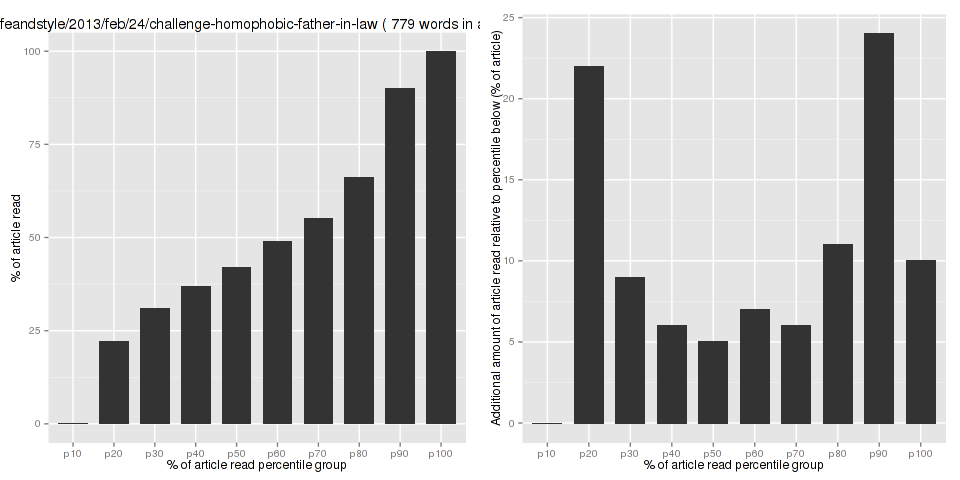 feandstyle/2013/feb/24/challenge-homophobic-father-in-law ( 779 words in a
% of article read
100
75
50
25
0
p10 p20 p30 p40 p50 p60 p70 p80 p90 p100
% of article read percentile group
Additional amount of article read relative to percentile below (% of article)
25
20
15
10
5
0
p10 p20 p30 p40 p50 p60 p70 p80 p90 p100
% of article read percentile group